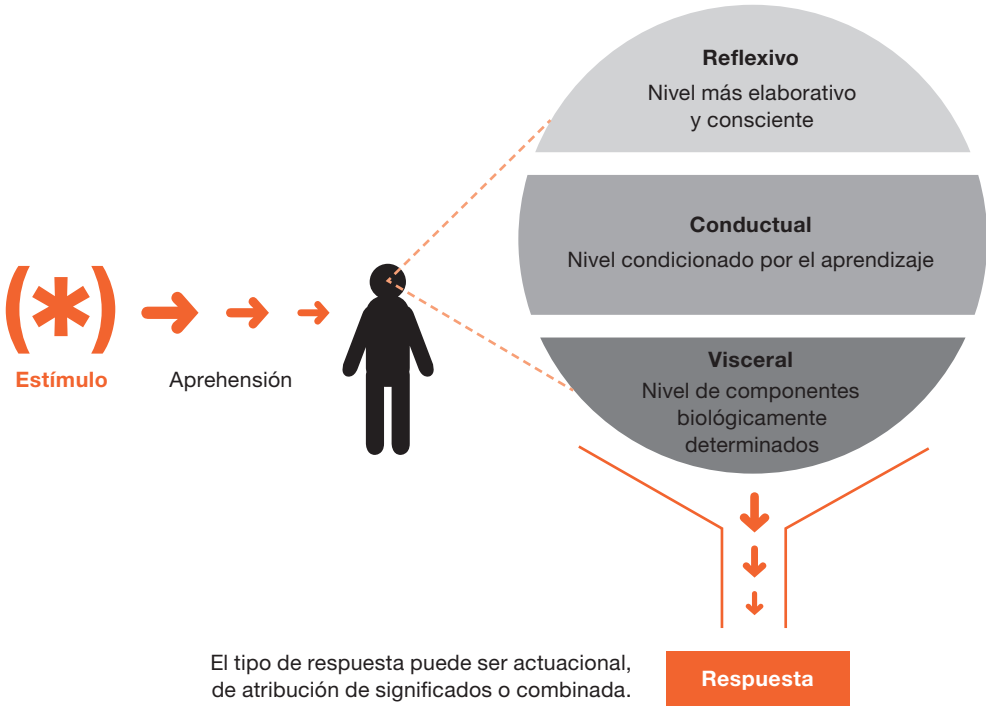 Reflexivo
Nivel más elaborativo
y consciente
Conductual
Nivel condicionado por el aprendizaje
Visceral
Nivel de componentes
biológicamente
determinados
(*)
Estímulo
Aprehensión
El tipo de respuesta puede ser actuacional,
de atribución de significados o combinada.
Respuesta